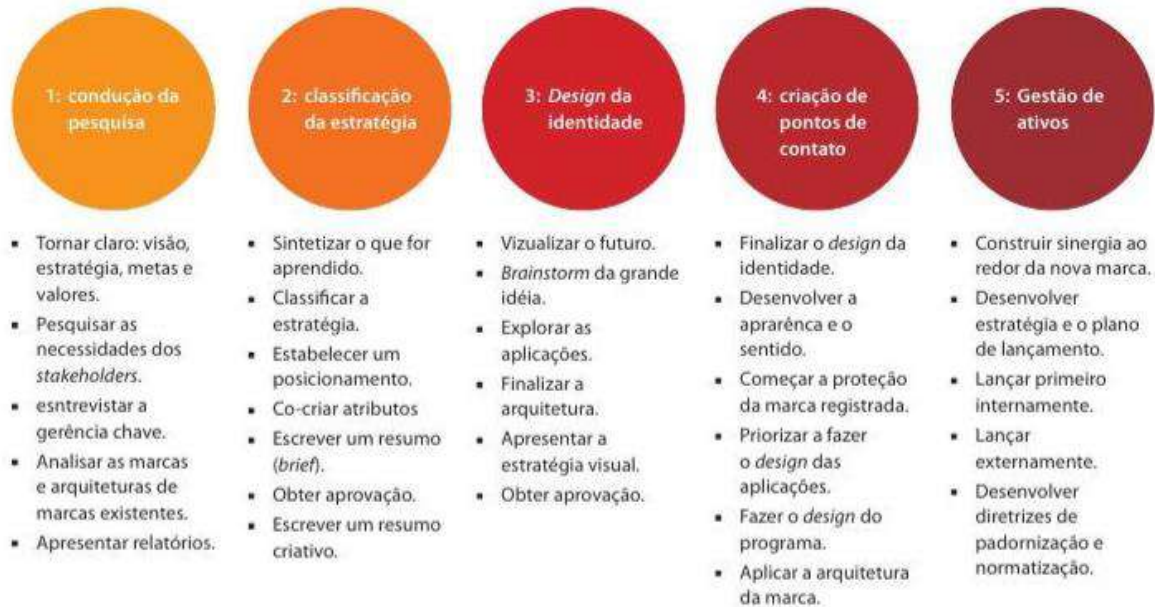 1: condução da
pesquisa
2: classificação
da estratégia
3: Design da
identidade
4: criação de
pontos de
contato
5: Gestão de
ativos
▪ Tornar claro: visão,
estratégia, metas e
valores.
▪ Pesquisar as
necessidades dos
stakeholders.
▪ esntrevistar a
gerência chave.
▪ Analisar as marcas
e arquiteturas de
marcas existentes.
▪ Apresentar relatórios.
▪ Sintetizar o que for
aprendido.
▪ Classificar a
estratégia.
▪ Estabelecer um
posicionamento.
▪ Co-criar atributos
▪ Escrever um resumo
(brief).
▪ Obter aprovação.
▪ Escrever um resumo
criativo.
▪ Vizualizar o futuro.
▪ Brainstorm da grande
idéia.
▪ Explorar as
aplicações.
▪ Finalizar a
arquitetura.
▪ Apresentar a
estratégia visual.
▪ Obter aprovação.
▪ Finalizar o design da
identidade.
▪ Desenvolver a
aprarênca e o
sentido.
▪ Começar a proteção
da marca registrada.
▪ Priorizar a fazer
o design das
aplicações.
▪ Fazer o design do
programa.
▪ Aplicar a arquitetura
da marca.
▪ Construir sinergia ao
redor da nova marca.
▪ Desenvolver
estratégia e o plano
de lançamento.
▪ Lançar primeiro
internamente.
▪ Lançar
externamente.
▪ Desenvolver
diretrizes de
padornização e
normatização.